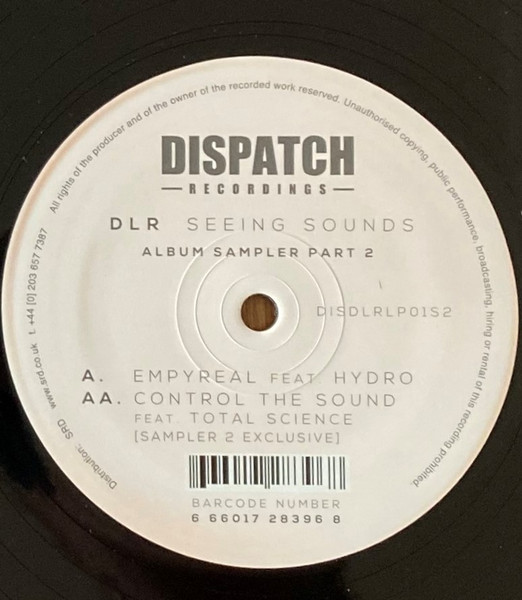 All rights of the producer and of the owner of the recorded work reserved. Unauthorised copying, public performance, broadcasting, hiring or rental of this recording prohibited.
DISPATCH
RECORDINGS
DLR SEEING SOUNDS
ALBUM SAMPLER PART 2
DISDLRLP01S2
A. EMPYREAL FEAT. HYDRO
AA. CONTROL THE SOUND
FEAT. TOTAL SCIENCE
[SAMPLER 2 EXCLUSIVE]
BARCODE NUMBER
6 66017 28396 8
Distribution: SRD www.srd.co.uk t. +44 [0] 203 657 7387